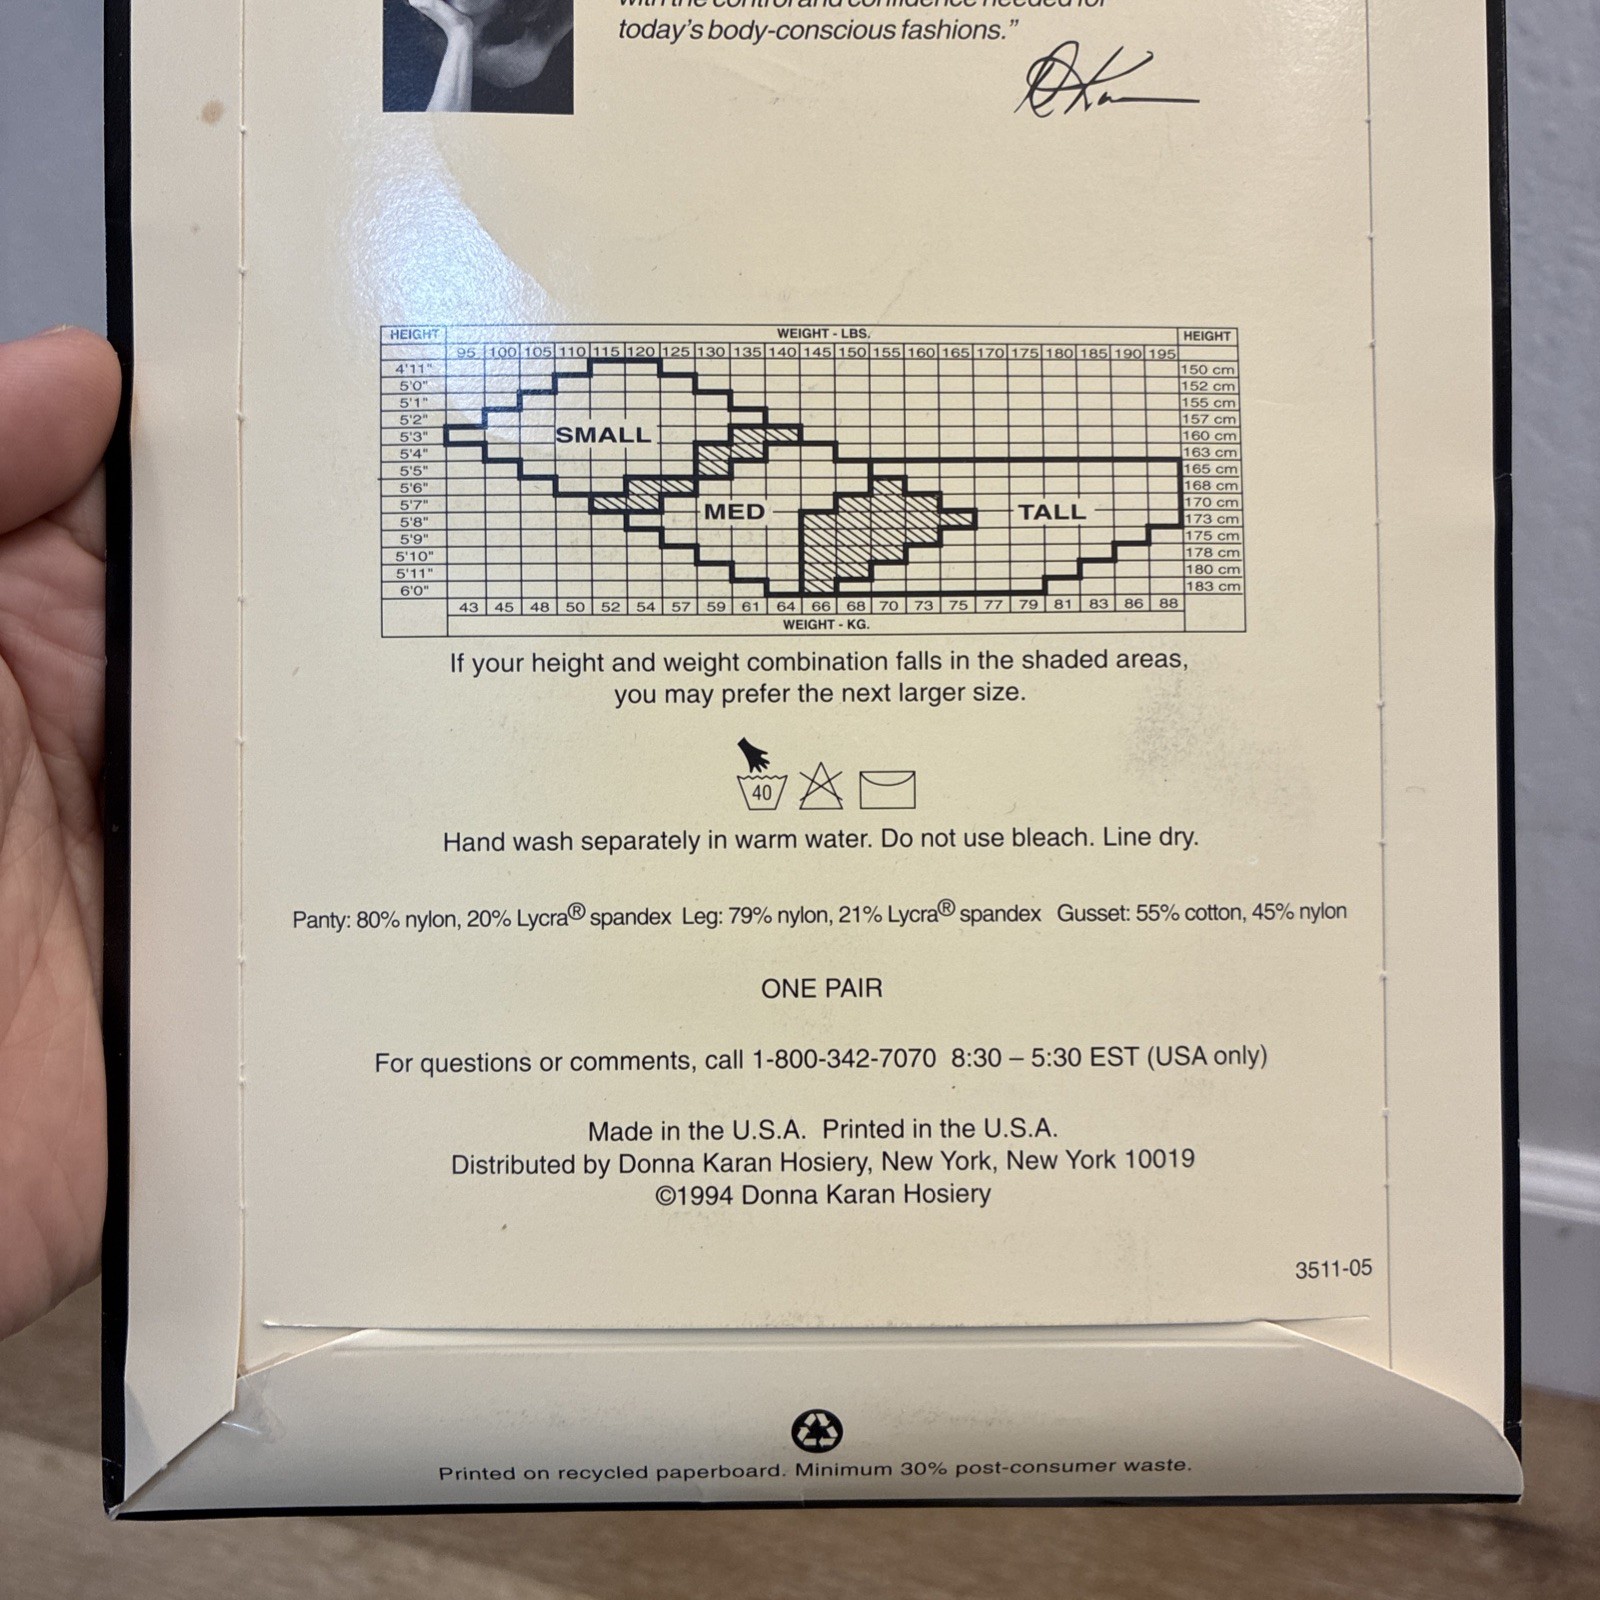 with the control and confidence needed for
today's body-conscious fashions."
DKaran
HEIGHT WEIGHT - LBS. HEIGHT
95 100 105 110 115 120 125 130 135 140 145 150 155 160 165 170 175 180 185 190 195
4'11" 150 cm
5'0" 152 cm
5'1" 155 cm
5'2" 157 cm
5'3" SMALL 160 cm
5'4" 163 cm
5'5" 165 cm
5'6" 168 cm
5'7" MED TALL 170 cm
5'8" 173 cm
5'9" 175 cm
5'10" 178 cm
5'11" 180 cm
6'0" 183 cm
43 45 48 50 52 54 57 59 61 64 66 68 70 73 75 77 79 81 83 86 88
WEIGHT - KG.
If your height and weight combination falls in the shaded areas,
you may prefer the next larger size.
40
Hand wash separately in warm water. Do not use bleach. Line dry.
Panty: 80% nylon, 20% Lycra® spandex Leg: 79% nylon, 21% Lycra® spandex Gusset: 55% cotton, 45% nylon
ONE PAIR
For questions or comments, call 1-800-342-7070 8:30 – 5:30 EST (USA only)
Made in the U.S.A. Printed in the U.S.A.
Distributed by Donna Karan Hosiery, New York, New York 10019
©1994 Donna Karan Hosiery
3511-05
Printed on recycled paperboard. Minimum 30% post-consumer waste.